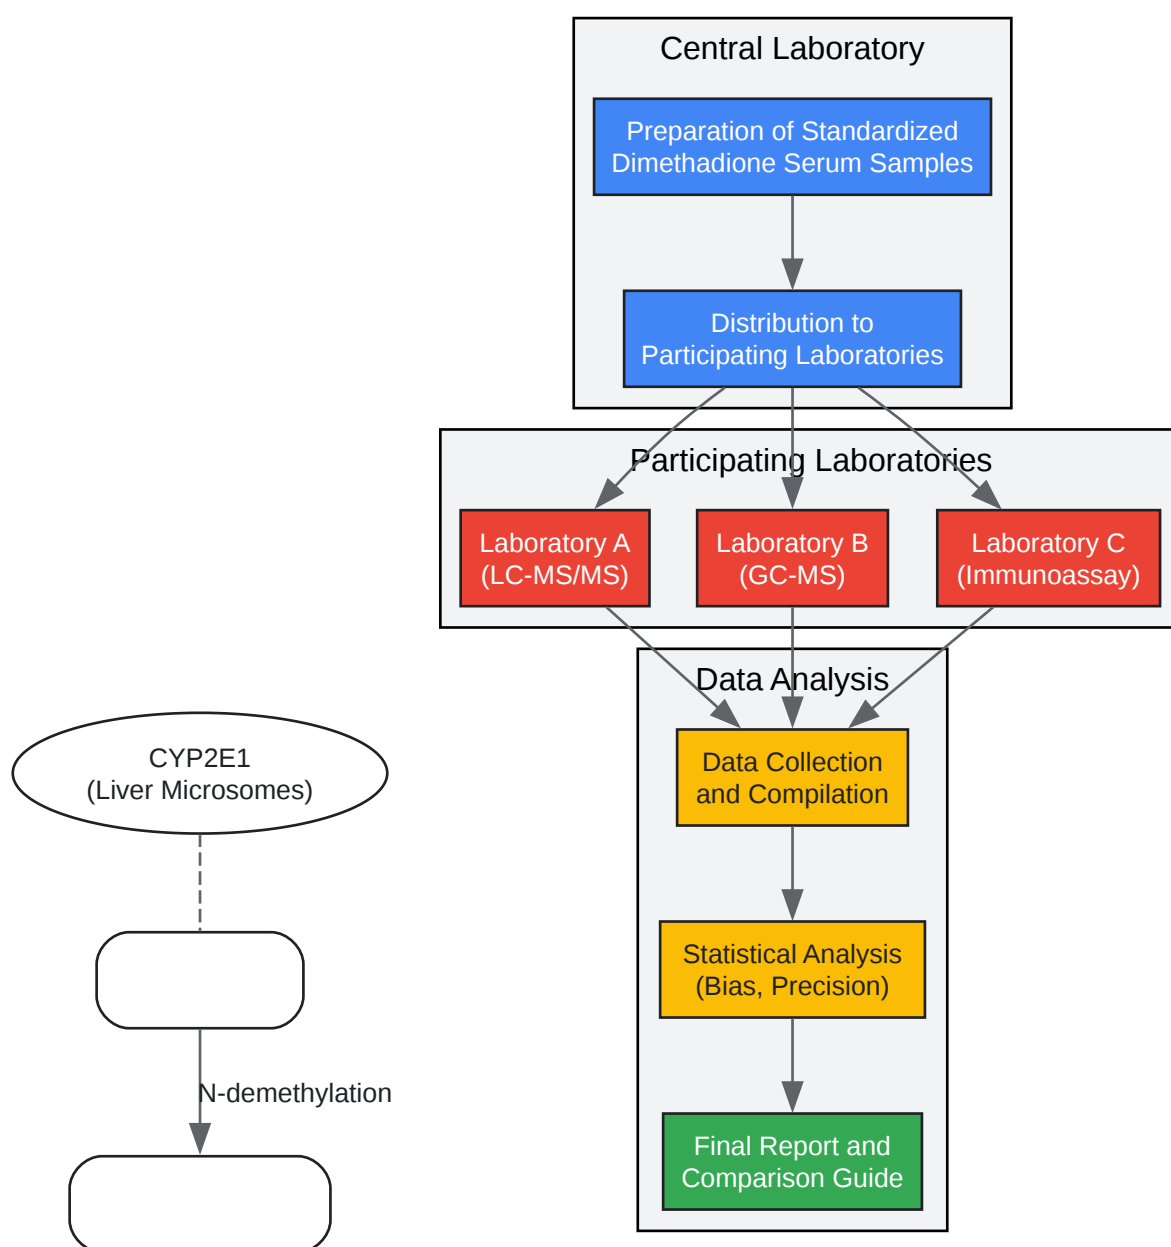 Central Laboratory
Preparation of Standardized
Dimethadione Serum Samples
Distribution to
Participating Laboratories
Participating Laboratories
Laboratory A
(LC-MS/MS)
Laboratory B
(GC-MS)
Laboratory C
(Immunoassay)
Data Analysis
Data Collection
and Compilation
Statistical Analysis
(Bias, Precision)
Final Report and
Comparison Guide
CYP2E1
(Liver Microsomes)
N-demethylation